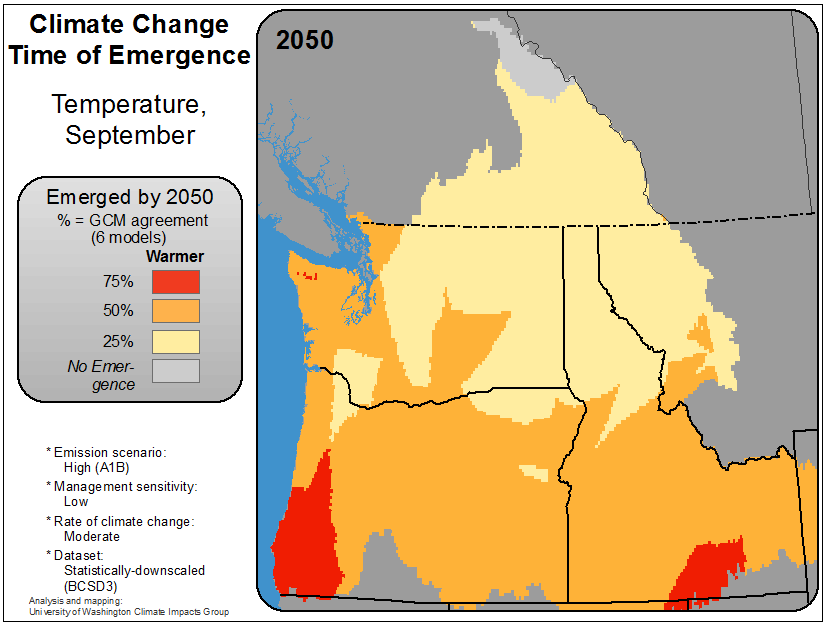 Climate Change
Time of Emergence
Temperature,
September
Emerged by 2050
% = GCM agreement
(6 models)
Warmer
75%
50%
25%
No Emer-
gence
* Emission scenario:
High (A1B)
* Management sensitivity:
Low
* Rate of climate change:
Moderate
* Dataset:
Statistically-downscaled
(BCSD3)
Analysis and mapping:
University of Washington Climate Impacts Group
2050